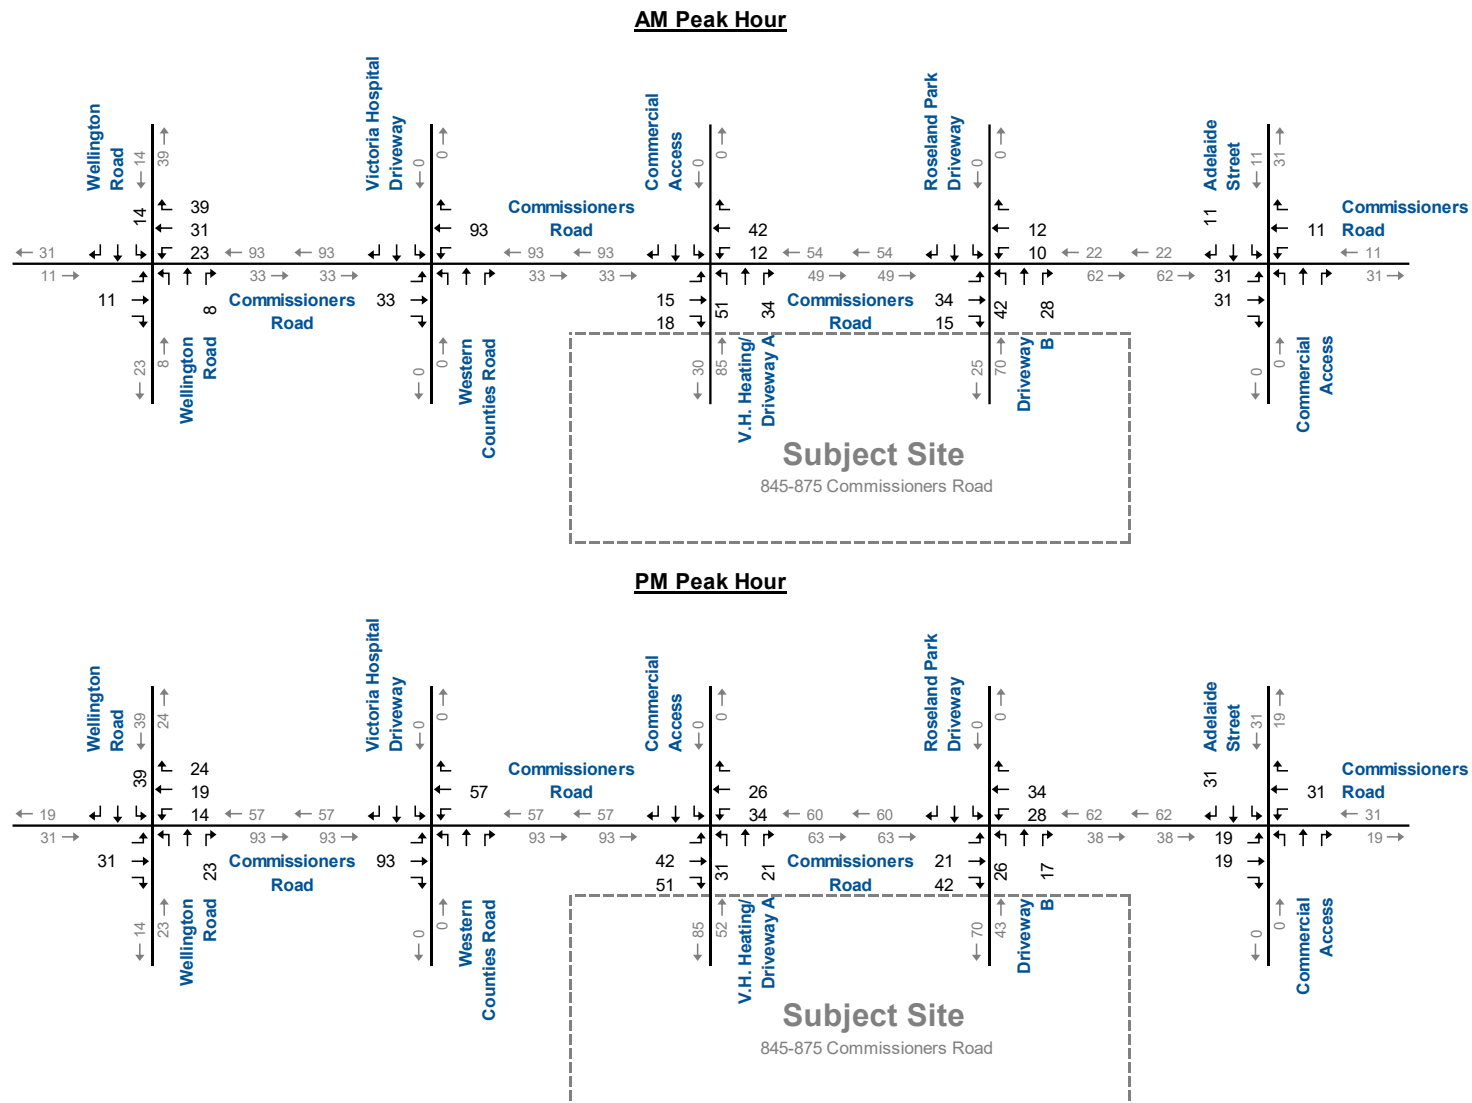 AM Peak Hour
Wellington
Road
Victoria Hospital
Driveway
Commercial
Access
Roseland Park
Driveway
Adelaide
Street
14
39
0
0
0
0
0
0
11
31
14
39
31
23
Commissioners
Road
93
42
12
12
10
11
11
Commissioners
Road
31
93
93
93
93
54
54
22
22
11
11
33
33
33
33
49
49
62
62
31
31
11
8
Commissioners
Road
33
15
18
51
34
Commissioners
Road
34
15
42
28
31
23
8
Wellington
Road
0
0
Western
Counties Road
30
85
V.H. Heating/
Driveway A
25
70
Driveway
B
0
0
Commercial
Access
Subject Site
845-875 Commissioners Road
PM Peak Hour
Wellington
Road
Victoria Hospital
Driveway
Commercial
Access
Roseland Park
Driveway
Adelaide
Street
39
24
0
0
0
0
0
0
31
19
39
24
19
14
Commissioners
Road
57
26
34
34
28
31
31
Commissioners
Road
19
57
57
57
57
60
60
62
62
31
31
93
93
93
93
63
63
38
38
19
19
31
23
Commissioners
Road
93
42
51
31
21
Commissioners
Road
21
42
26
17
19
14
23
Wellington
Road
0
0
Western
Counties Road
85
52
V.H. Heating/
Driveway A
70
43
Driveway
B
0
0
Commercial
Access
Subject Site
845-875 Commissioners Road